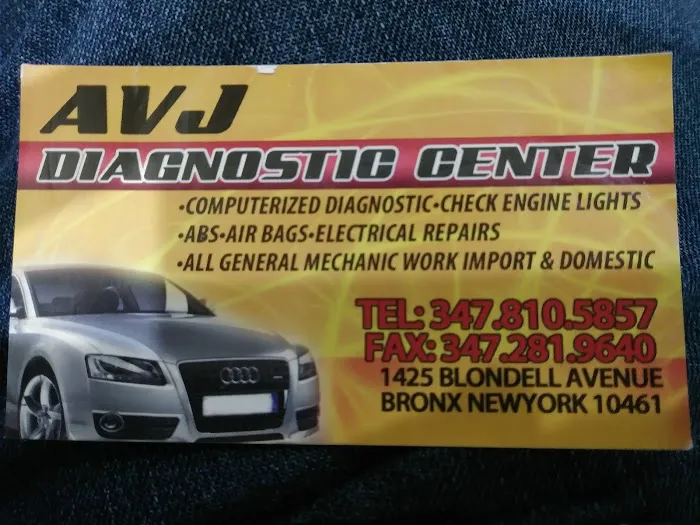 AVJ
DIAGNOSTIC CENTER
•COMPUTERIZED DIAGNOSTIC•CHECK ENGINE LIGHTS
•ABS•AIR BAGS•ELECTRICAL REPAIRS
•ALL GENERAL MECHANIC WORK IMPORT & DOMESTIC
TEL: 347.810.5857
FAX: 347.281.9640
1425 BLONDELL AVENUE
BRONX NEWYORK 10461